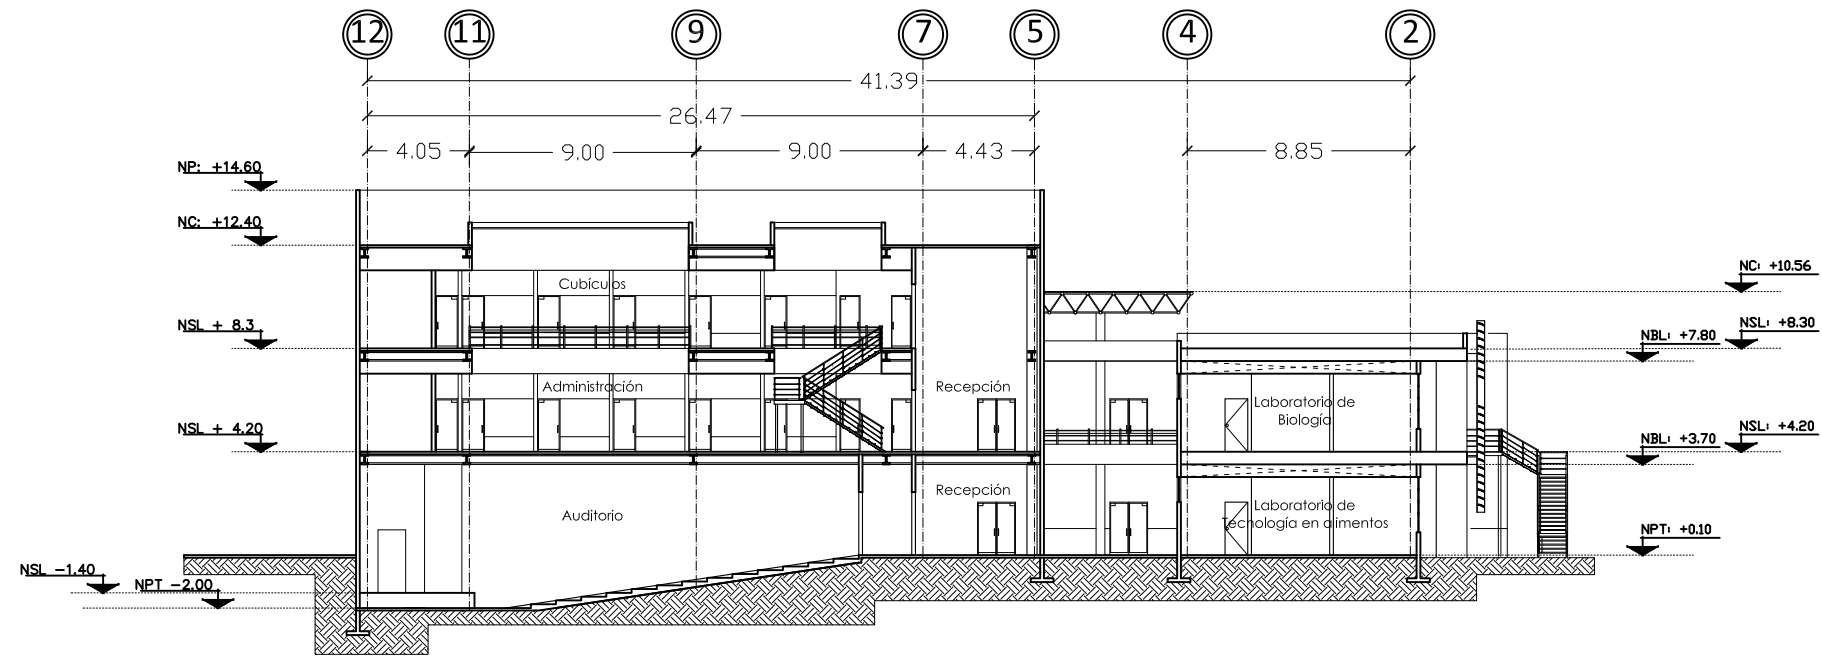 12 11 9 7 5 4 2
41.39
26.47
4.05 9.00 9.00 4.43 8.85
NP: +14.60
NC: +12.40
NC: +10.56
Cubículos
NSL + 8.3
NSL: +8.30
NBL: +7.80
Administración
Recepción
Laboratorio de
Biología
NSL + 4.20
NSL: +4.20
NBL: +3.70
Recepción
Auditorio
Laboratorio de
Tecnología en alimentos
NPT: +0.10
NSL -1.40
NPT -2.00